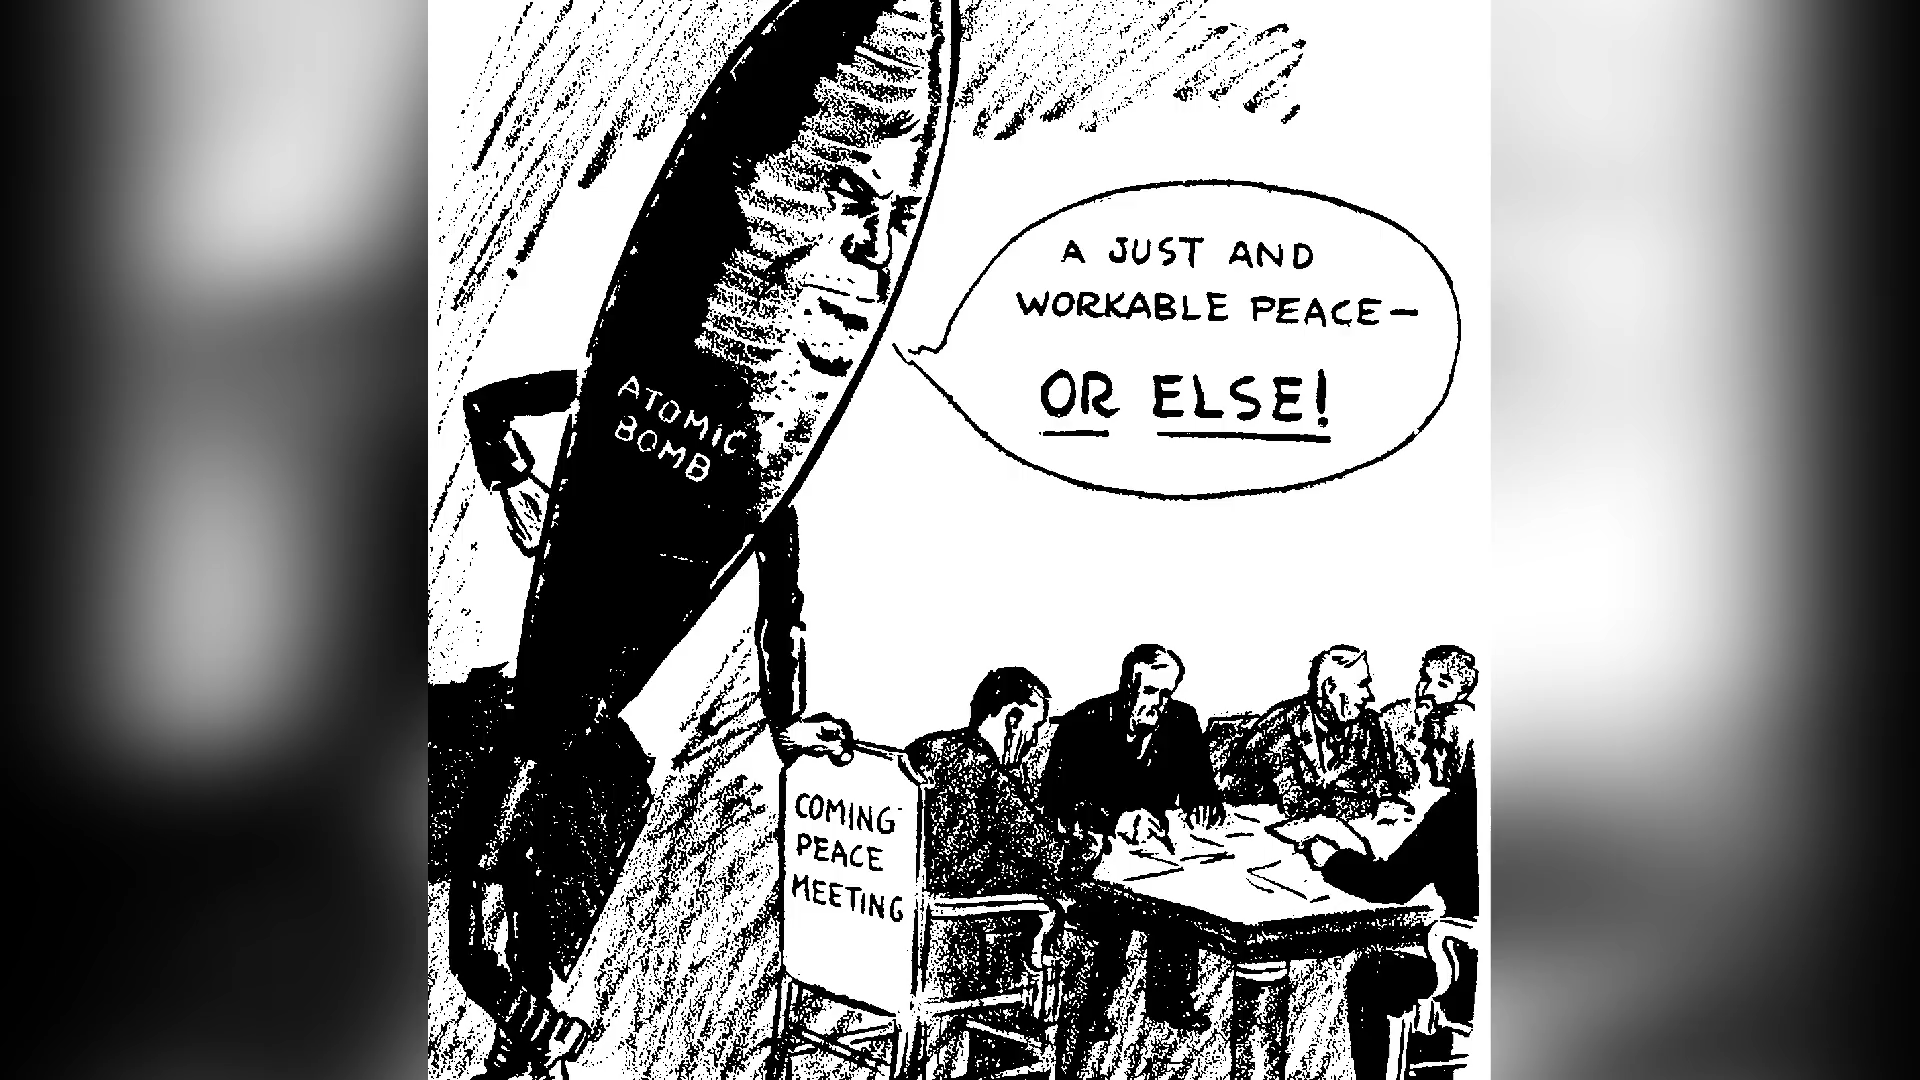 A JUST AND
WORKABLE PEACE—
OR ELSE!
ATOMIC
BOMB
COMING
PEACE
MEETING